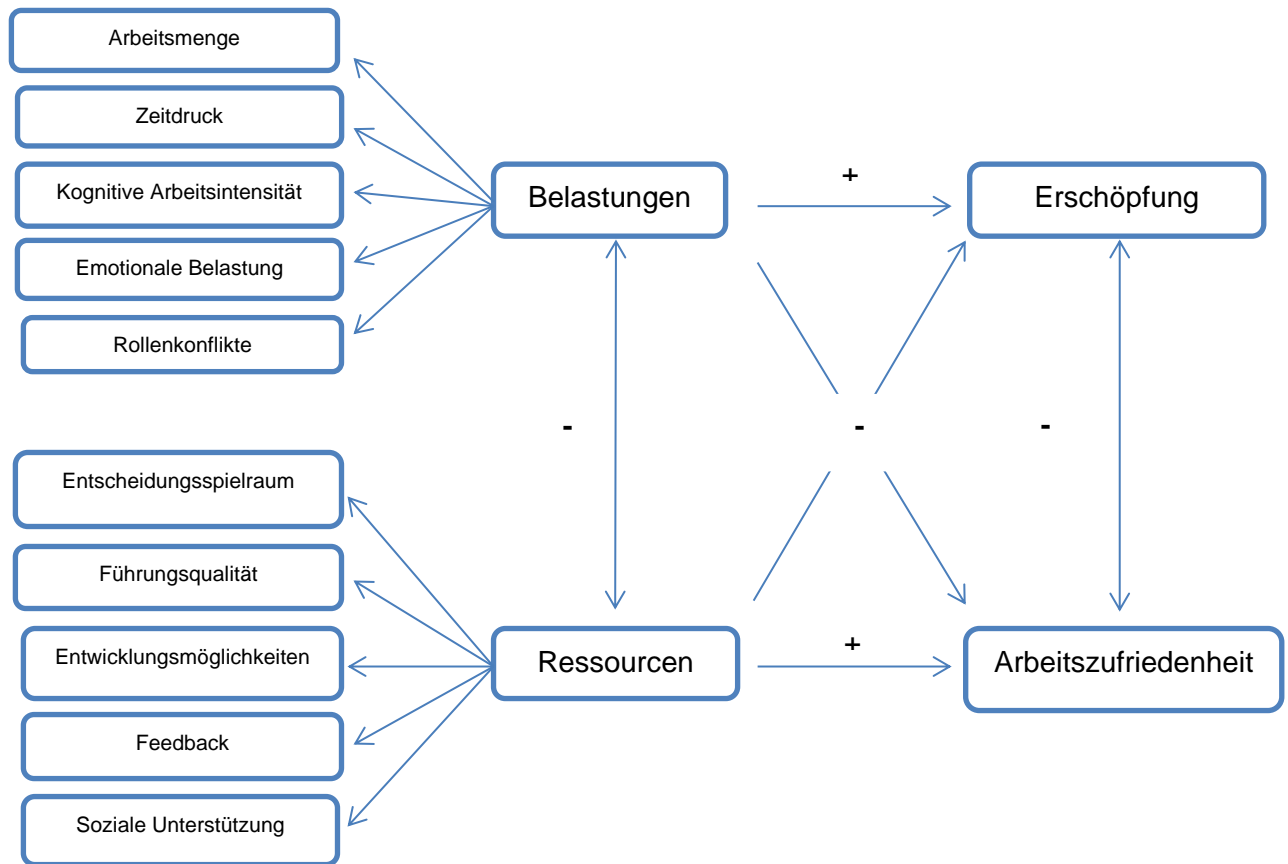 Arbeitsmenge
Zeitdruck
Kognitive Arbeitsintensität
Emotionale Belastung
Rollenkonflikte
Belastungen
+
Erschöpfung
-
-
-
Entscheidungsspielraum
Führungsqualität
Entwicklungsmöglichkeiten
Feedback
Soziale Unterstützung
Ressourcen
+
Arbeitszufriedenheit